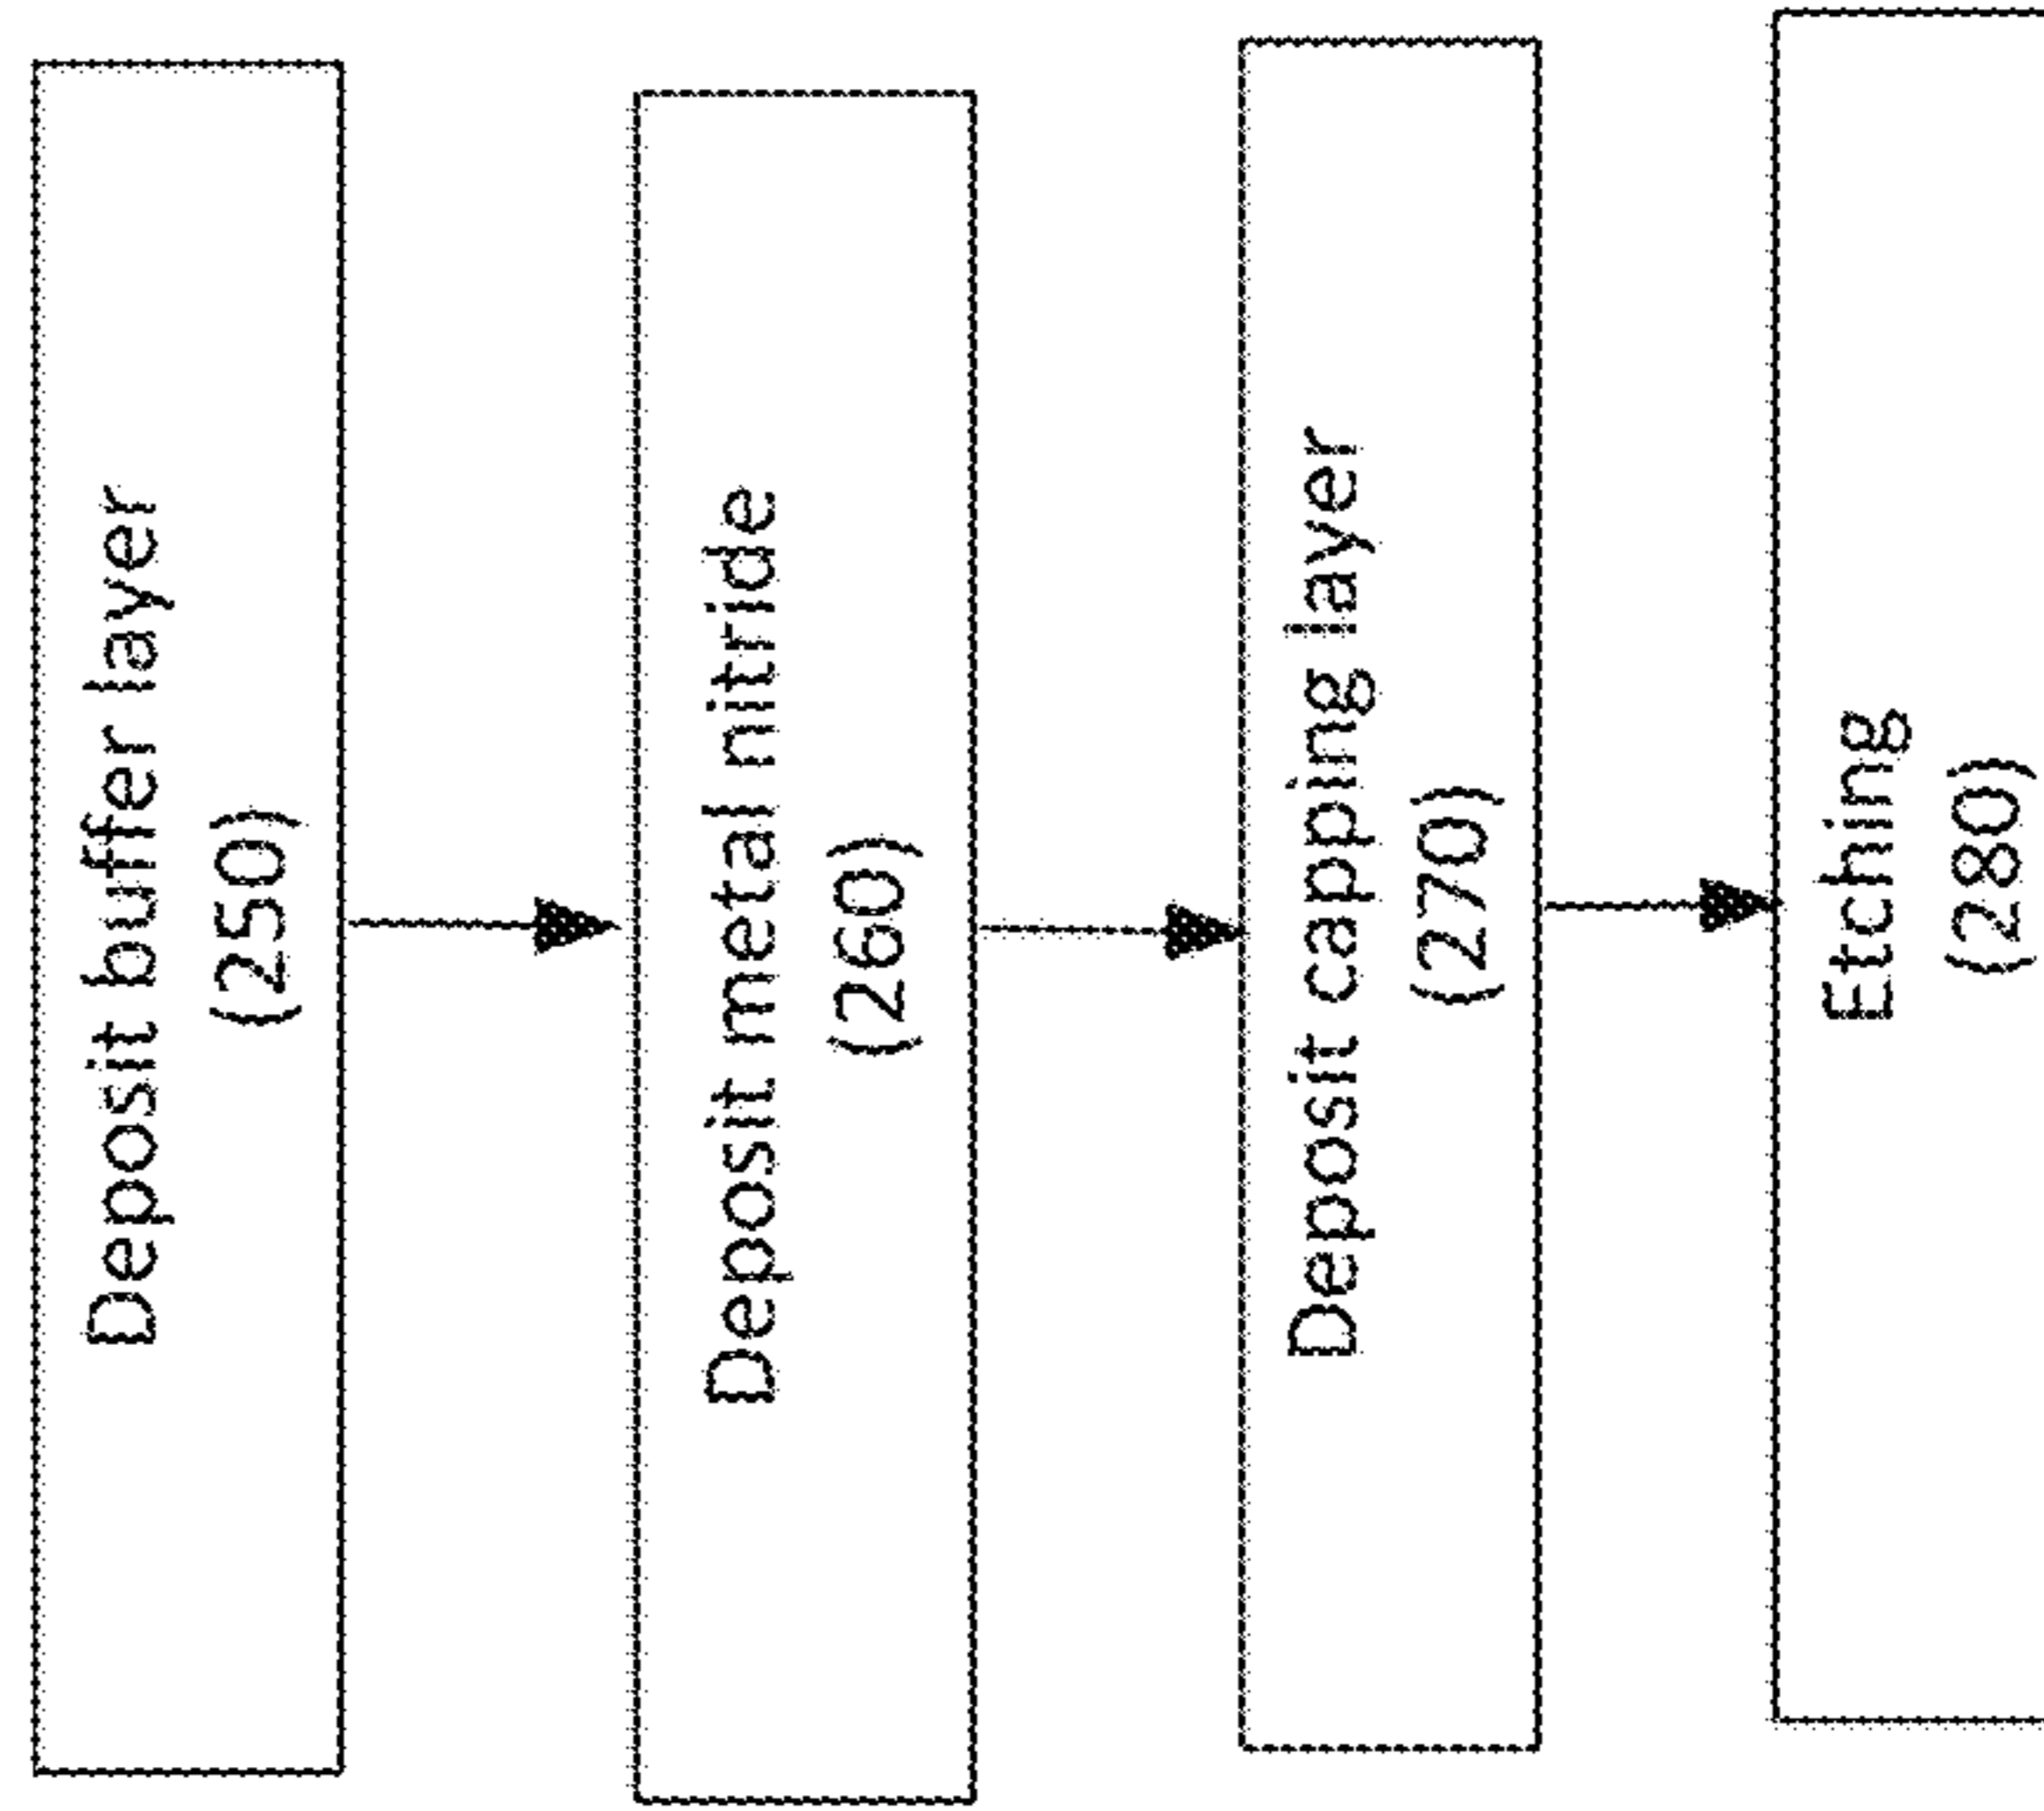 Deposit buffer layer
(250)
Deposit metal nitride
(260)
Deposit capping layer
(270)
Etching
(280)